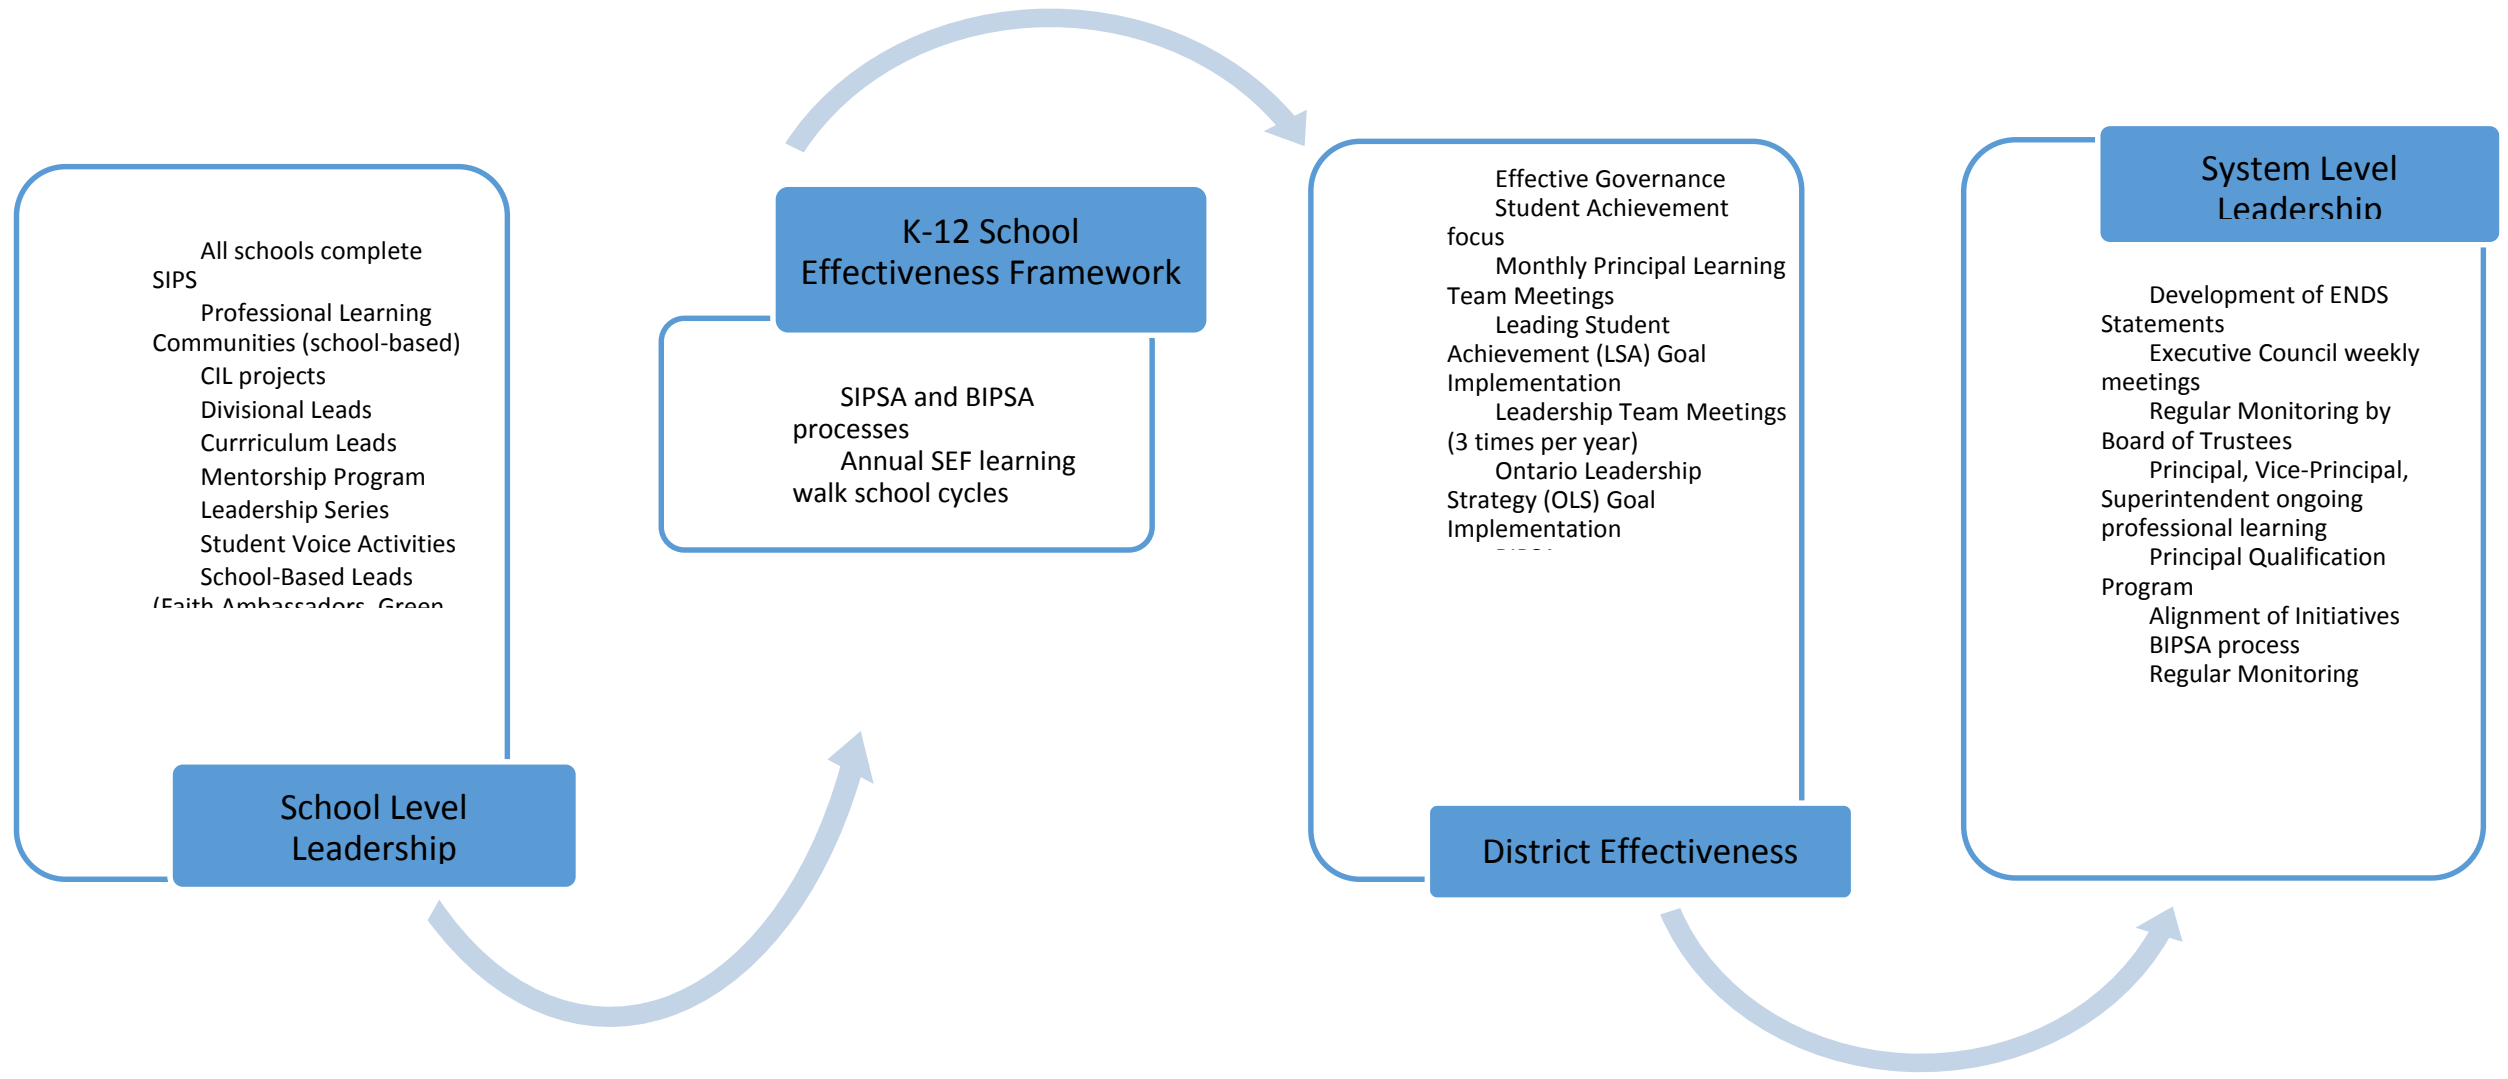 All schools complete
SIPS
Professional Learning
Communities (school-based)
CIL projects
Divisional Leads
Currriculum Leads
Mentorship Program
Leadership Series
Student Voice Activities
School-Based Leads
(Faith Ambassadors, Green
School Level
Leadership
K-12 School
Effectiveness Framework
SIPSA and BIPSA
processes
Annual SEF learning
walk school cycles
Effective Governance
Student Achievement
focus
Monthly Principal Learning
Team Meetings
Leading Student
Achievement (LSA) Goal
Implementation
Leadership Team Meetings
(3 times per year)
Ontario Leadership
Strategy (OLS) Goal
Implementation
District Effectiveness
System Level
Leadership
Development of ENDS
Statements
Executive Council weekly
meetings
Regular Monitoring by
Board of Trustees
Principal, Vice-Principal,
Superintendent ongoing
professional learning
Principal Qualification
Program
Alignment of Initiatives
BIPSA process
Regular Monitoring